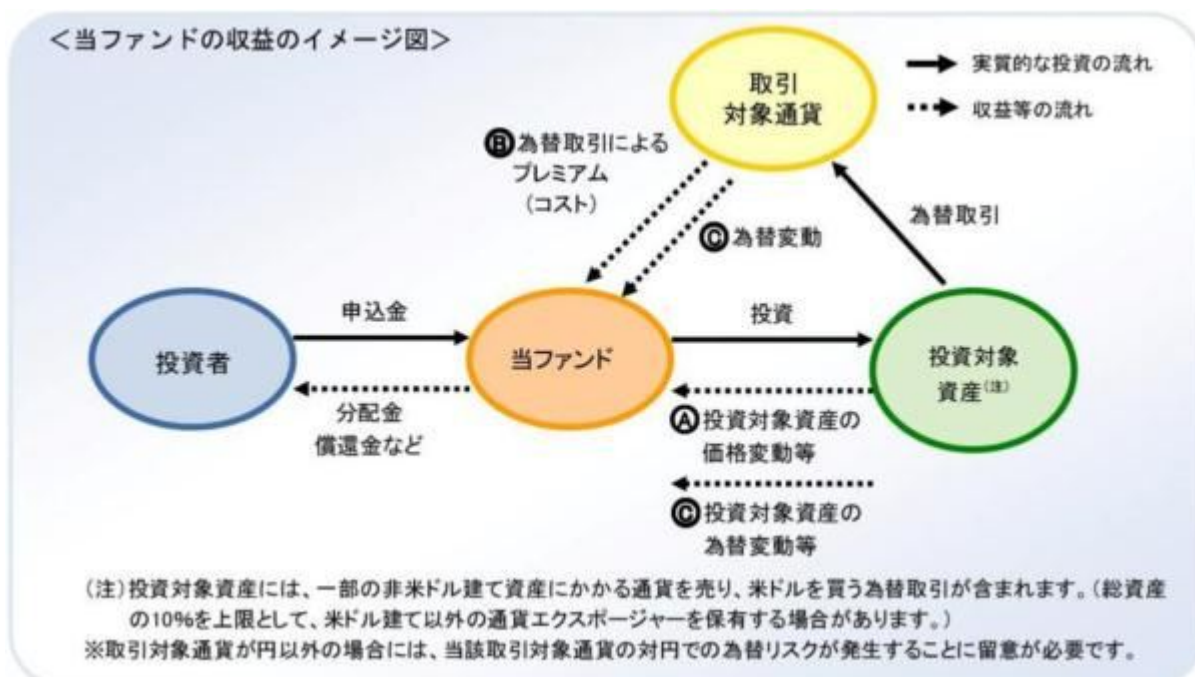 ＜当ファンドの収益のイメージ図＞
取引
対象通貨
実質的な投資の流れ
収益等の流れ
Ⓑ為替取引による
プレミアム
（コスト）
Ⓒ為替変動
為替取引
投資者
申込金
分配金
償還金など
当ファンド
投資
投資対象
資産（注）
Ⓐ投資対象資産の
価格変動等
Ⓒ投資対象資産の
為替変動等
（注）投資対象資産には、一部の非米ドル建て資産にかかる通貨を売り、米ドルを買う為替取引が含まれます。（総資産
の10%を上限として、米ドル建て以外の通貨エクスポージャーを保有する場合があります。）
※取引対象通貨が円以外の場合には、当該取引対象通貨の対円での為替リスクが発生することに留意が必要です。